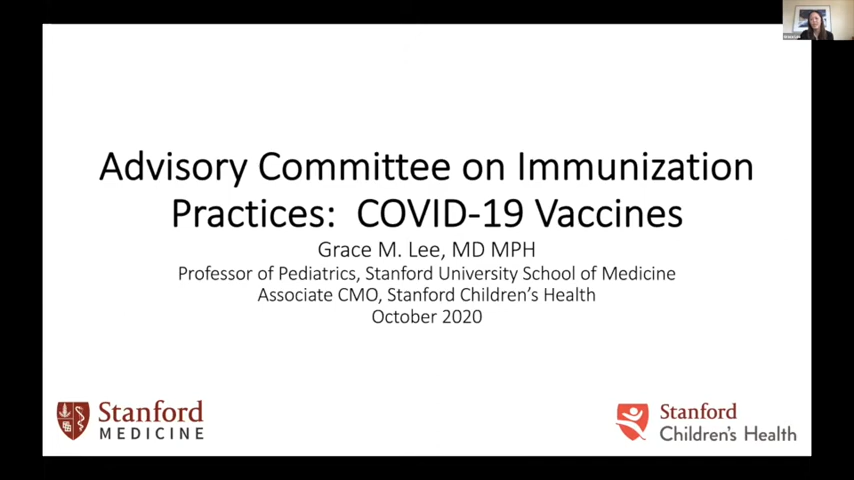 Advisory Committee on Immunization
Practices: COVID-19 Vaccines
Grace M. Lee, MD MPH
Professor of Pediatrics, Stanford University School of Medicine
Associate CMO, Stanford Children's Health
October 2020
Stanford
MEDICINE
Stanford
Children's Health